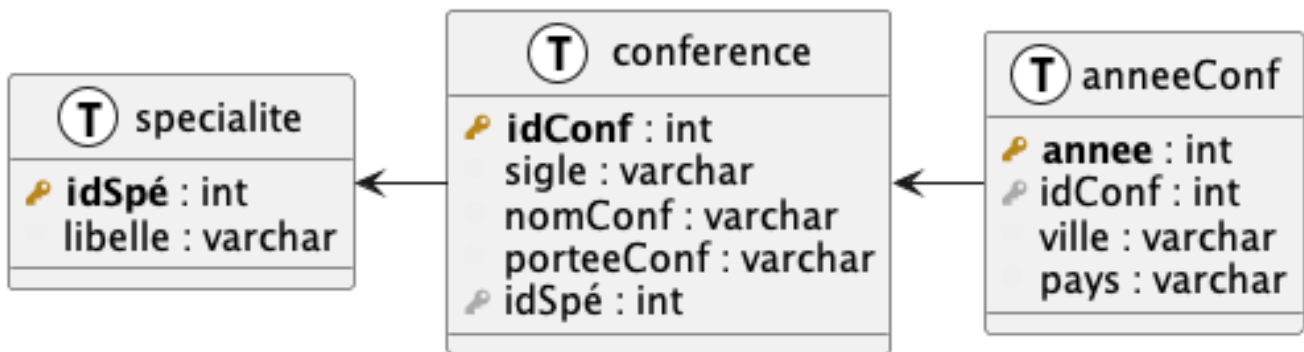 T specialite
idSpé : int
libelle : varchar
T conference
idConf : int
sigle : varchar
nomConf : varchar
porteeConf : varchar
idSpé : int
T anneeConf
annee : int
idConf : int
ville : varchar
pays : varchar